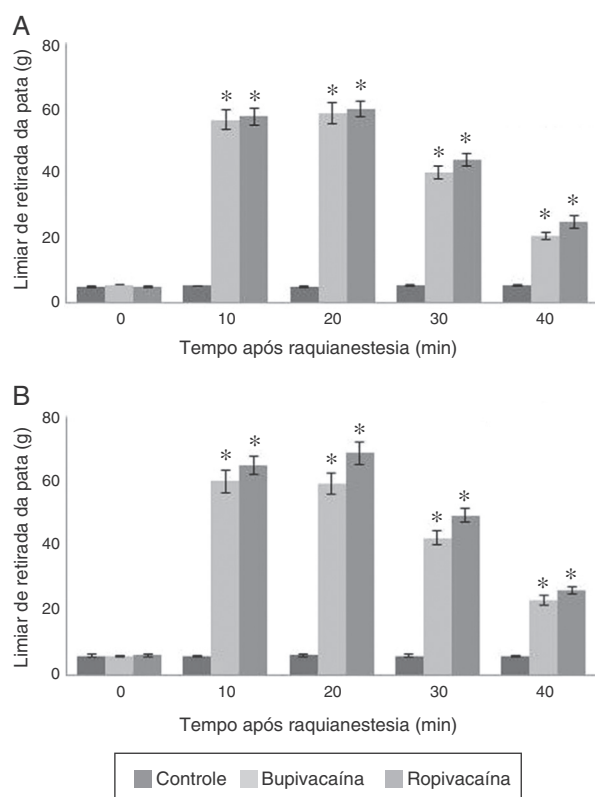 A
Limiar de retirada da pata (g)
80
60
40
20
0
* * * * * * * *
0 10 20 30 40
Tempo após raquianestesia (min)
B
Limiar de retirada da pata (g)
80
60
40
20
0
* * * * * * * *
0 10 20 30 40
Tempo após raquianestesia (min)
Controle Bupivacaína Ropivacaína